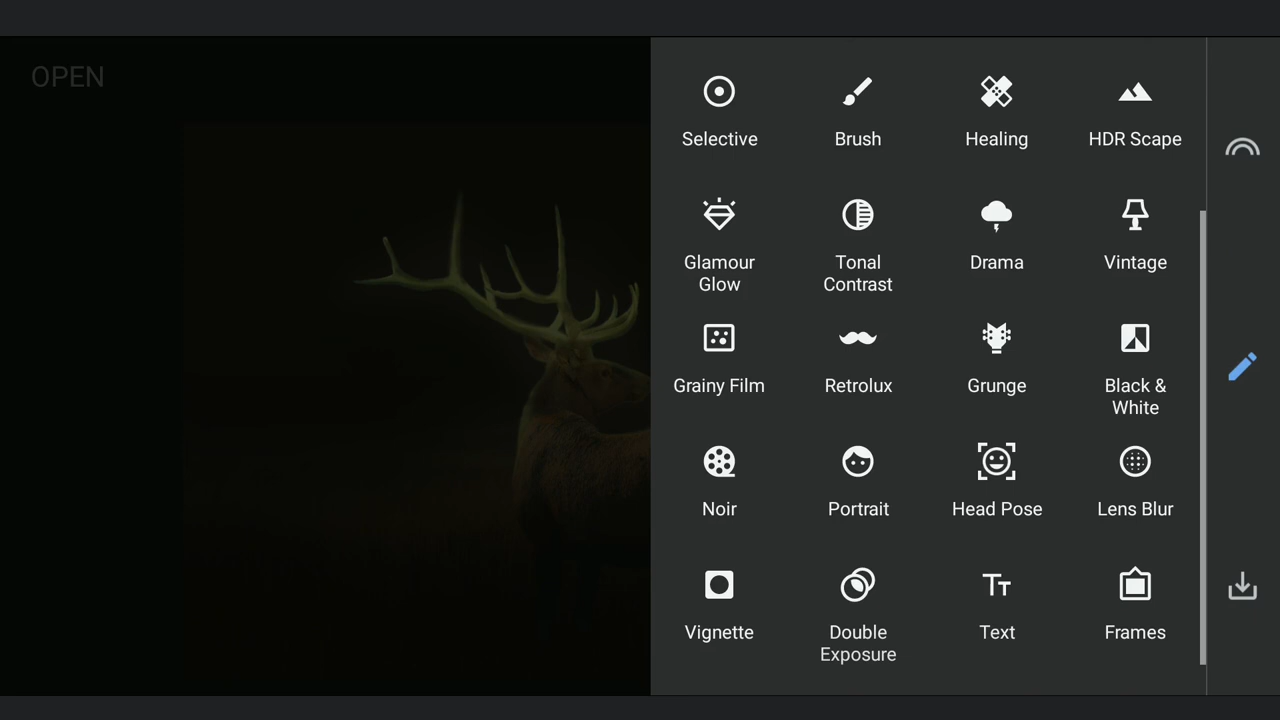 OPEN
Selective
Brush
Healing
HDR Scape
Glamour
Glow
Tonal
Contrast
Drama
Vintage
Grainy Film
Retrolux
Grunge
Black &
White
Noir
Portrait
Head Pose
Lens Blur
Vignette
Double
Exposure
Text
Frames